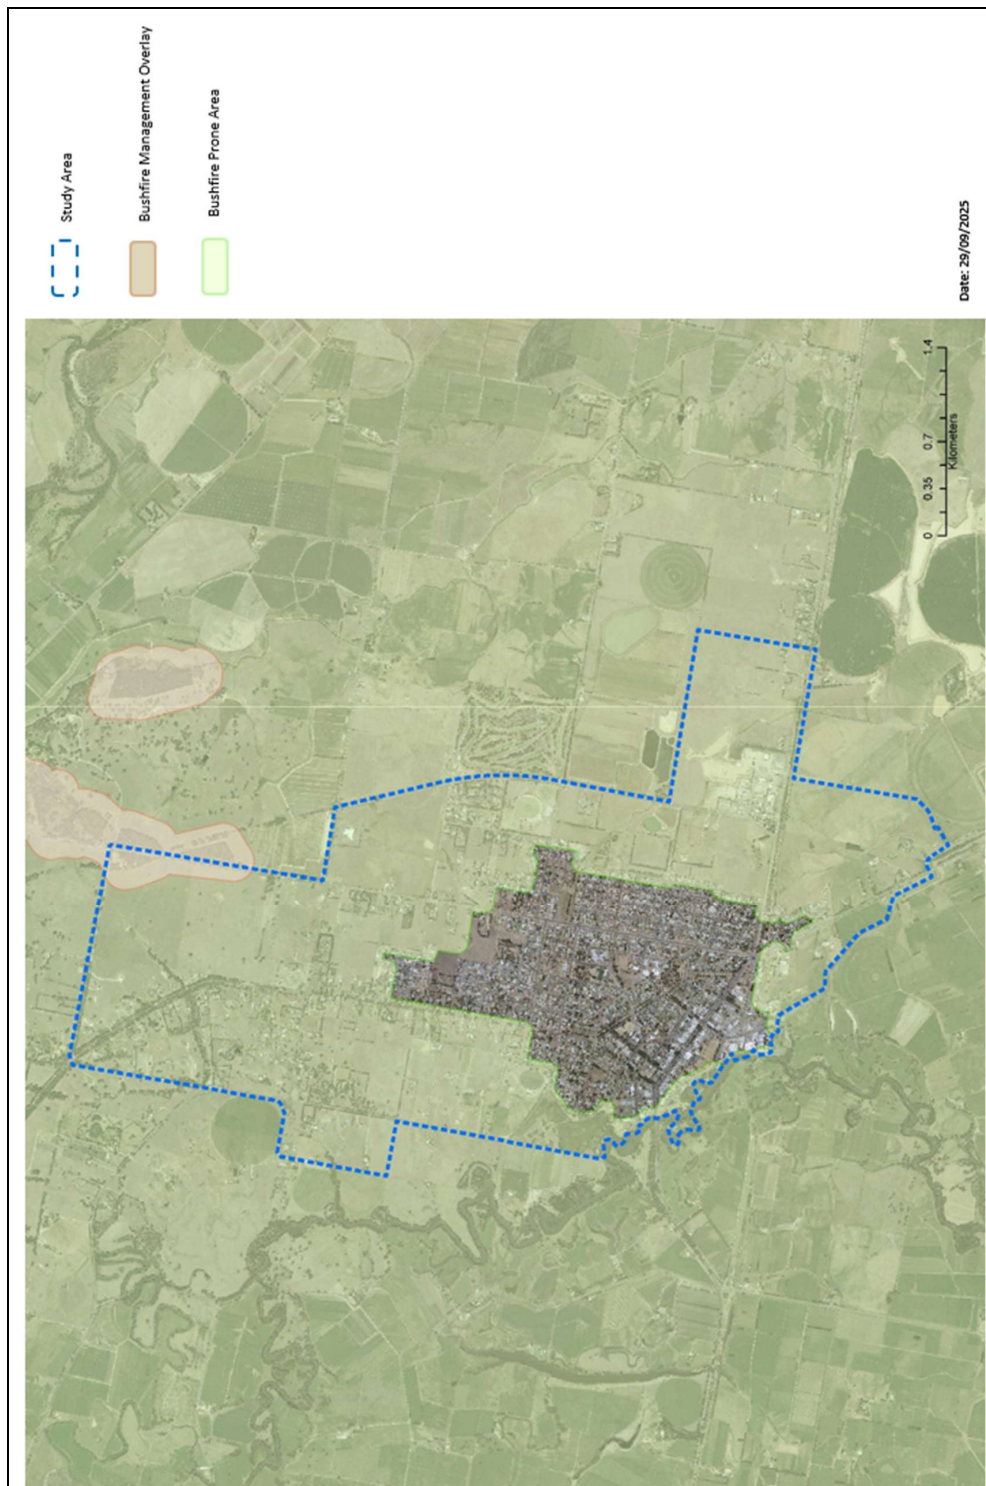 Study Area
Bushfire Management Overlay
Bushfire Prone Area
Date: 29/09/2025
0 0.35 0.7 1.4
Kilometers